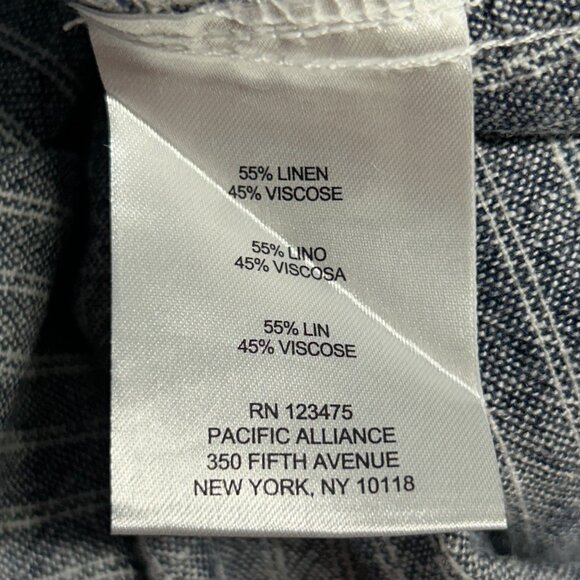 55% LINEN
45% VISCOSE
55% LINO
45% VISCOSA
55% LIN
45% VISCOSE
RN 123475
PACIFIC ALLIANCE
350 FIFTH AVENUE
NEW YORK, NY 10118